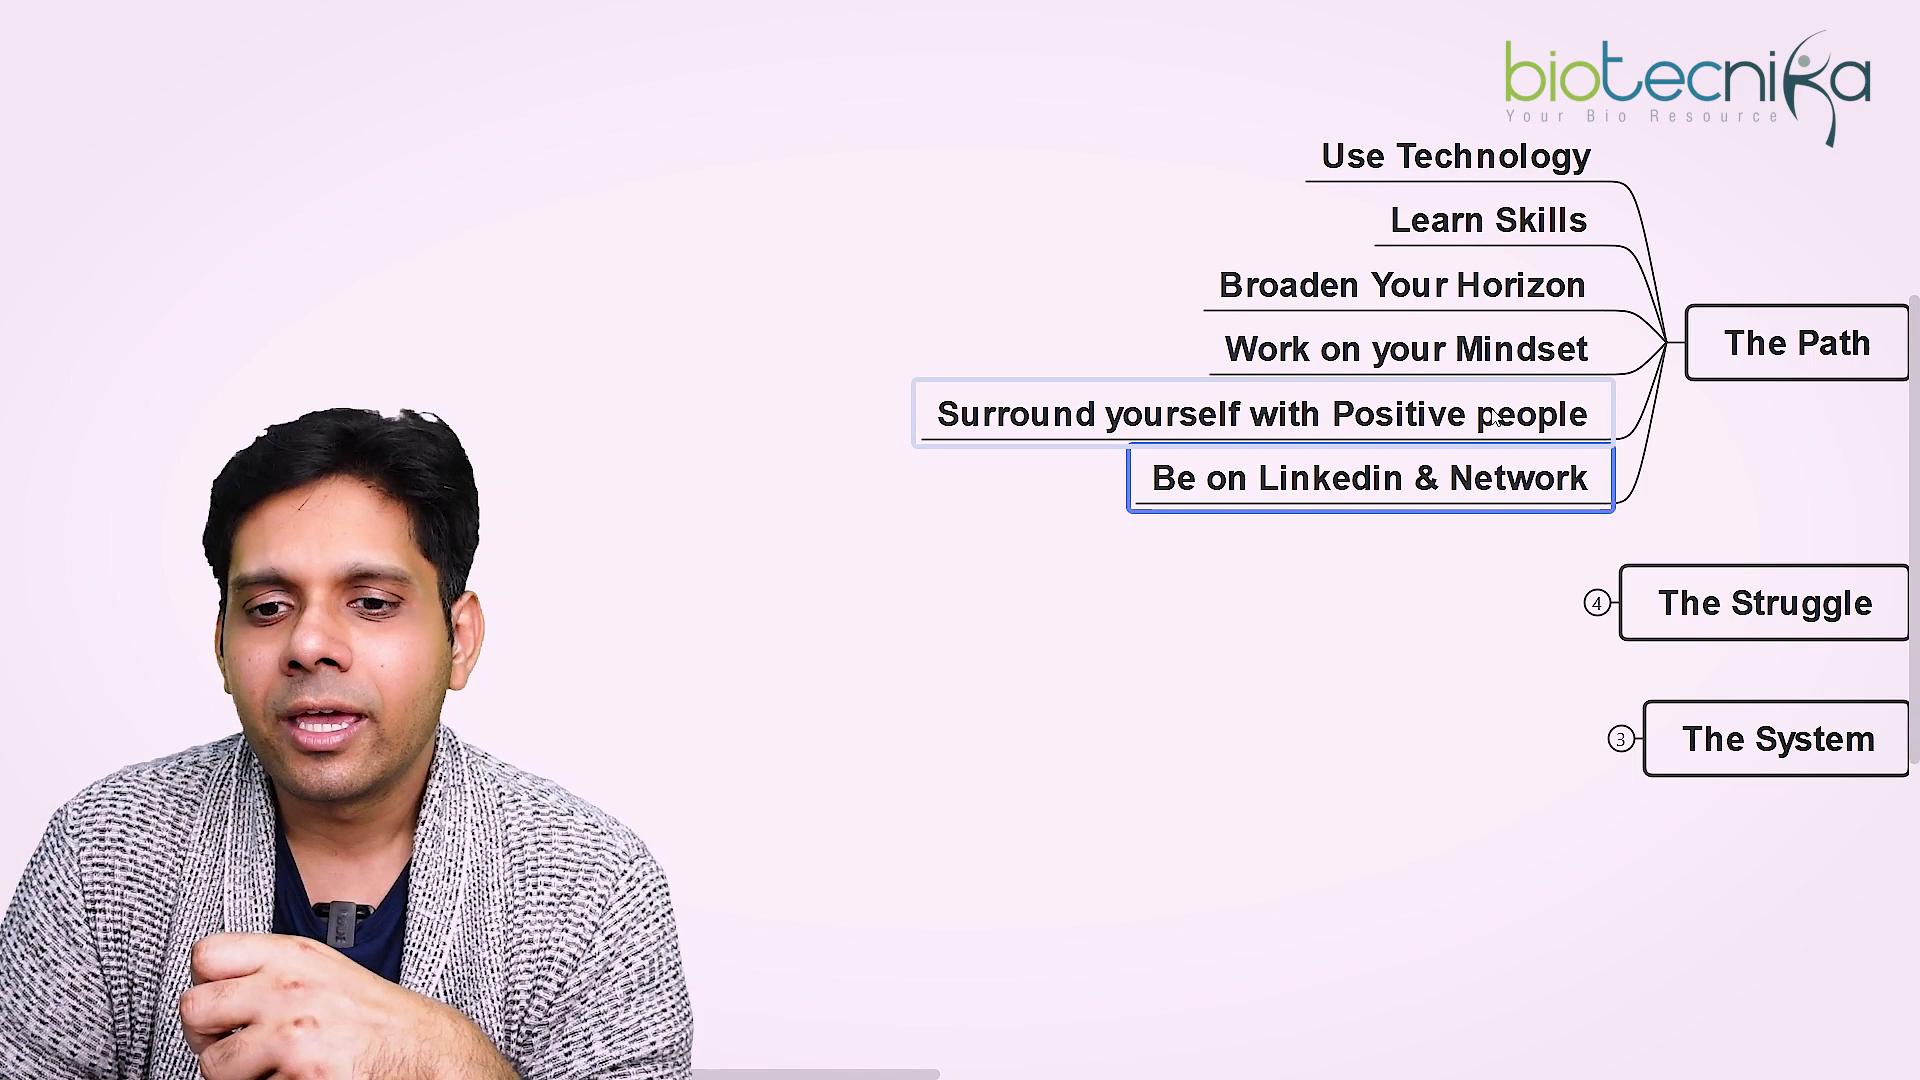 biotecnika
Your Bio Resource
Use Technology
Learn Skills
Broaden Your Horizon
Work on your Mindset
Surround yourself with Positive people
Be on Linkedin & Network
The Path
4
The Struggle
3
The System